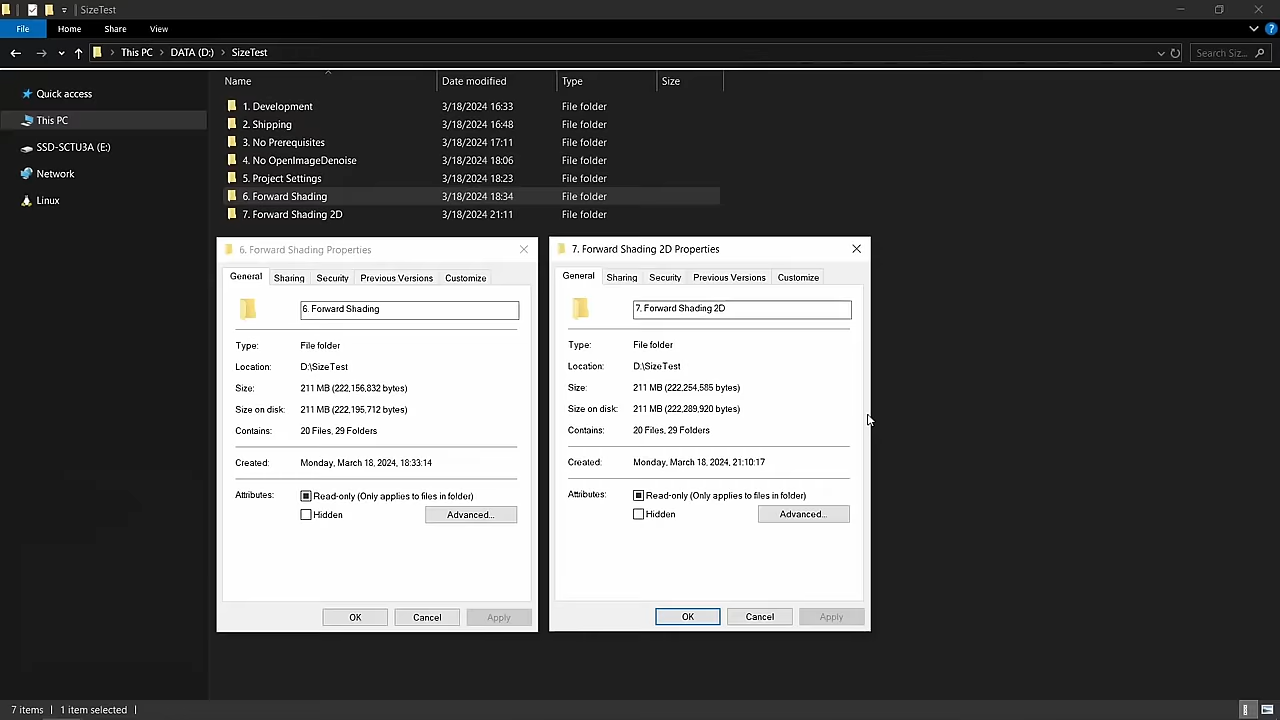 SizeTest
File Home Share View
This PC DATA (D:) SizeTest
Search Siz...
Name Date modified Type Size
Quick access
This PC
SSD-SCTU3A (E:)
Network
Linux
1. Development 3/18/2024 16:33 File folder
2. Shipping 3/18/2024 16:48 File folder
3. No Prerequisites 3/18/2024 17:11 File folder
4. No OpenImageDenoise 3/18/2024 18:06 File folder
5. Project Settings 3/18/2024 18:23 File folder
6. Forward Shading 3/18/2024 18:34 File folder
7. Forward Shading 2D 3/18/2024 21:11 File folder
6. Forward Shading Properties
General Sharing Security Previous Versions Customize
6. Forward Shading
Type: File folder
Location: D:\SizeTest
Size: 211 MB (222,156,832 bytes)
Size on disk: 211 MB (222,195,712 bytes)
Contains: 20 Files, 29 Folders
Created: Monday, March 18, 2024, 18:33:14
Attributes: Read-only (Only applies to files in folder)
Hidden Advanced...
OK Cancel Apply
7. Forward Shading 2D Properties
General Sharing Security Previous Versions Customize
7. Forward Shading 2D
Type: File folder
Location: D:\SizeTest
Size: 211 MB (222,254,585 bytes)
Size on disk: 211 MB (222,289,920 bytes)
Contains: 20 Files, 29 Folders
Created: Monday, March 18, 2024, 21:10:17
Attributes: Read-only (Only applies to files in folder)
Hidden Advanced...
OK Cancel Apply
7 items 1 item selected